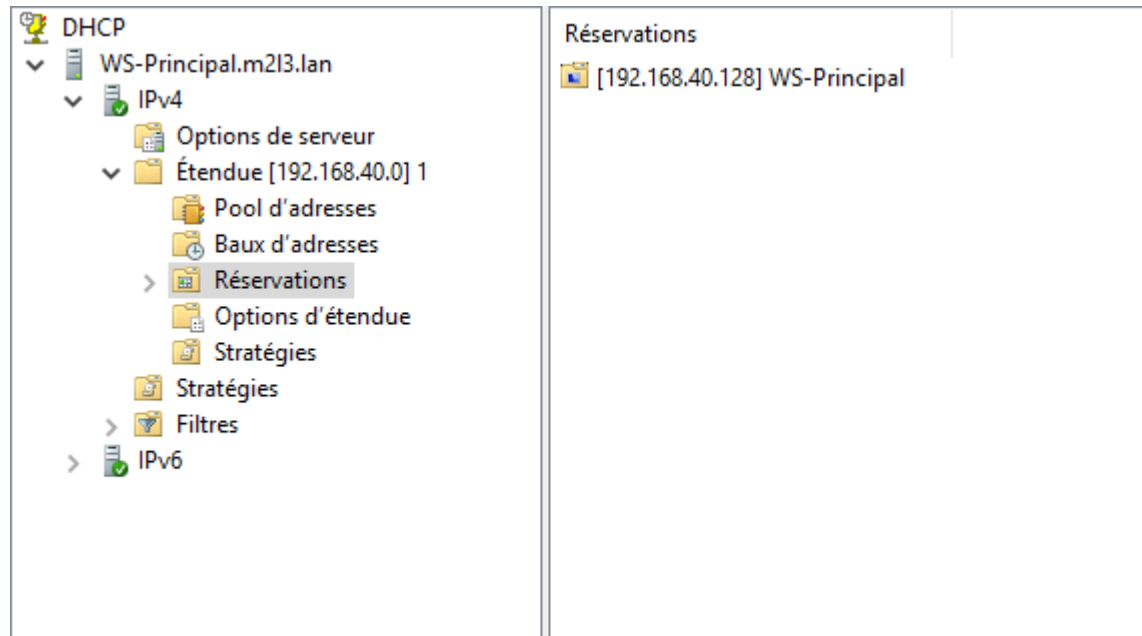 DHCP
WS-Principal.m2l3.lan
IPv4
Options de serveur
Étendue [192.168.40.0] 1
Pool d'adresses
Baux d'adresses
Réservations
Options d'étendue
Stratégies
Stratégies
Filtres
IPv6
Réservations
[192.168.40.128] WS-Principal